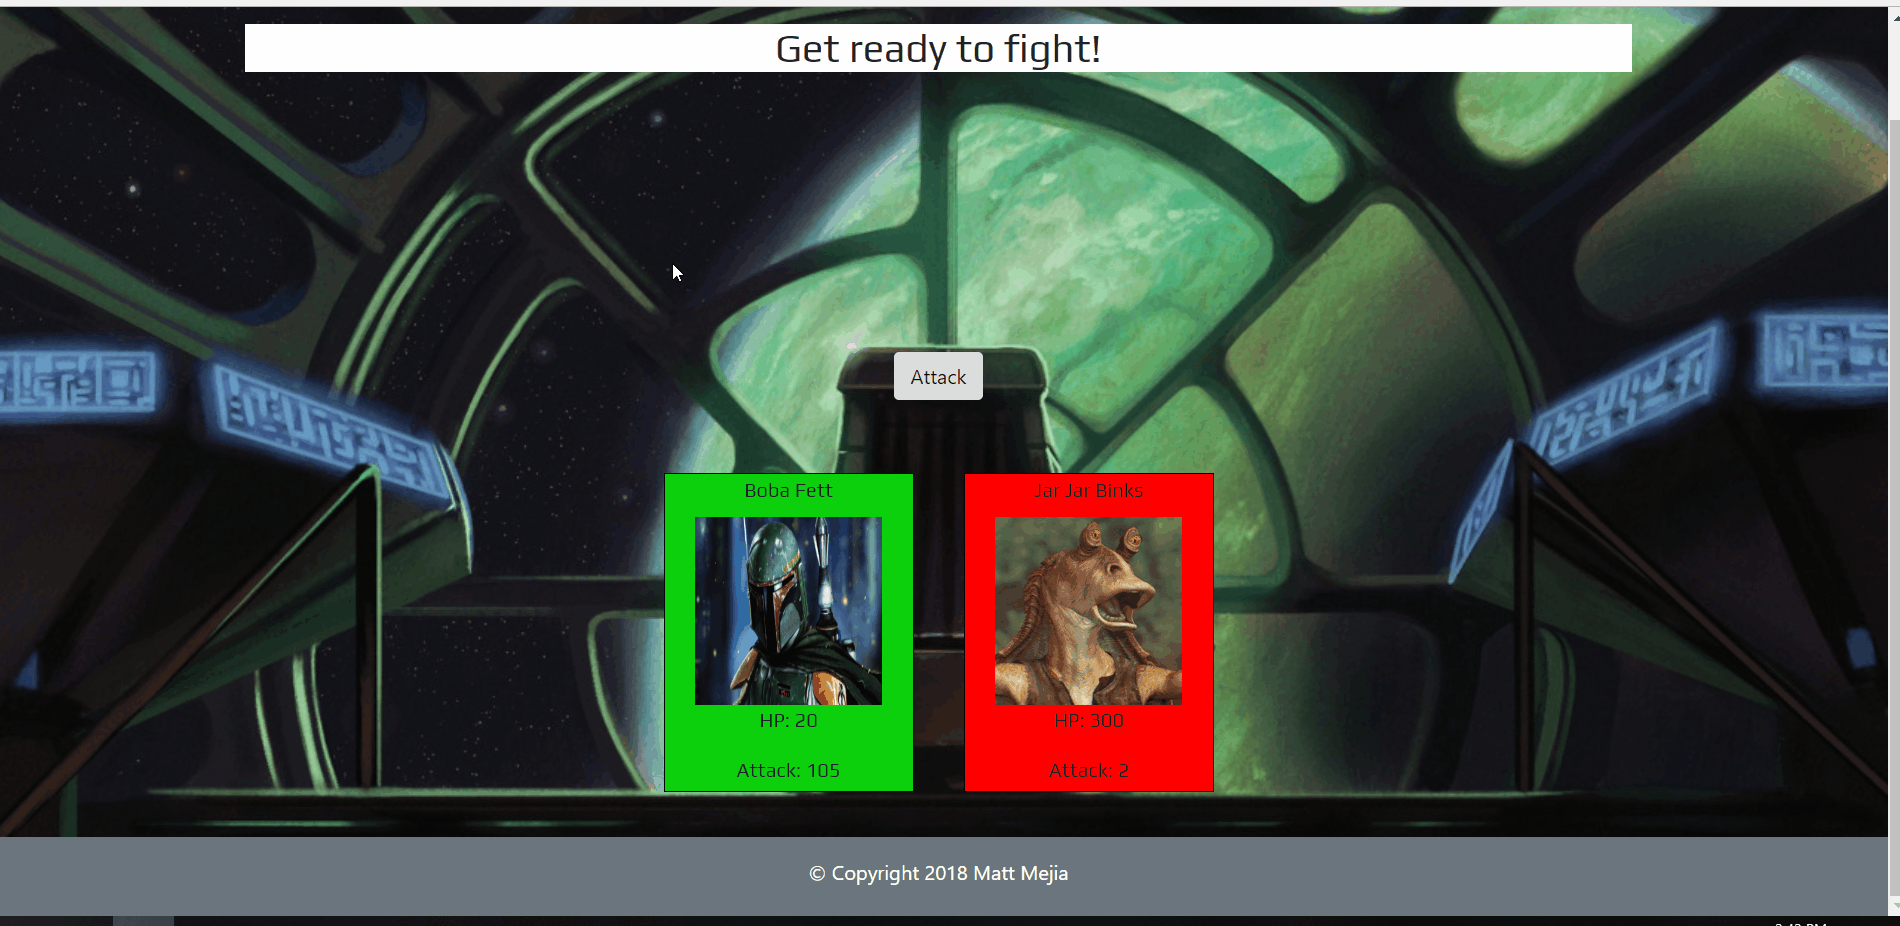 Get ready to fight!
Attack
Boba Fett
HP: 20
Attack: 105
Jar Jar Binks
HP: 300
Attack: 2
© Copyright 2018 Matt Mejia